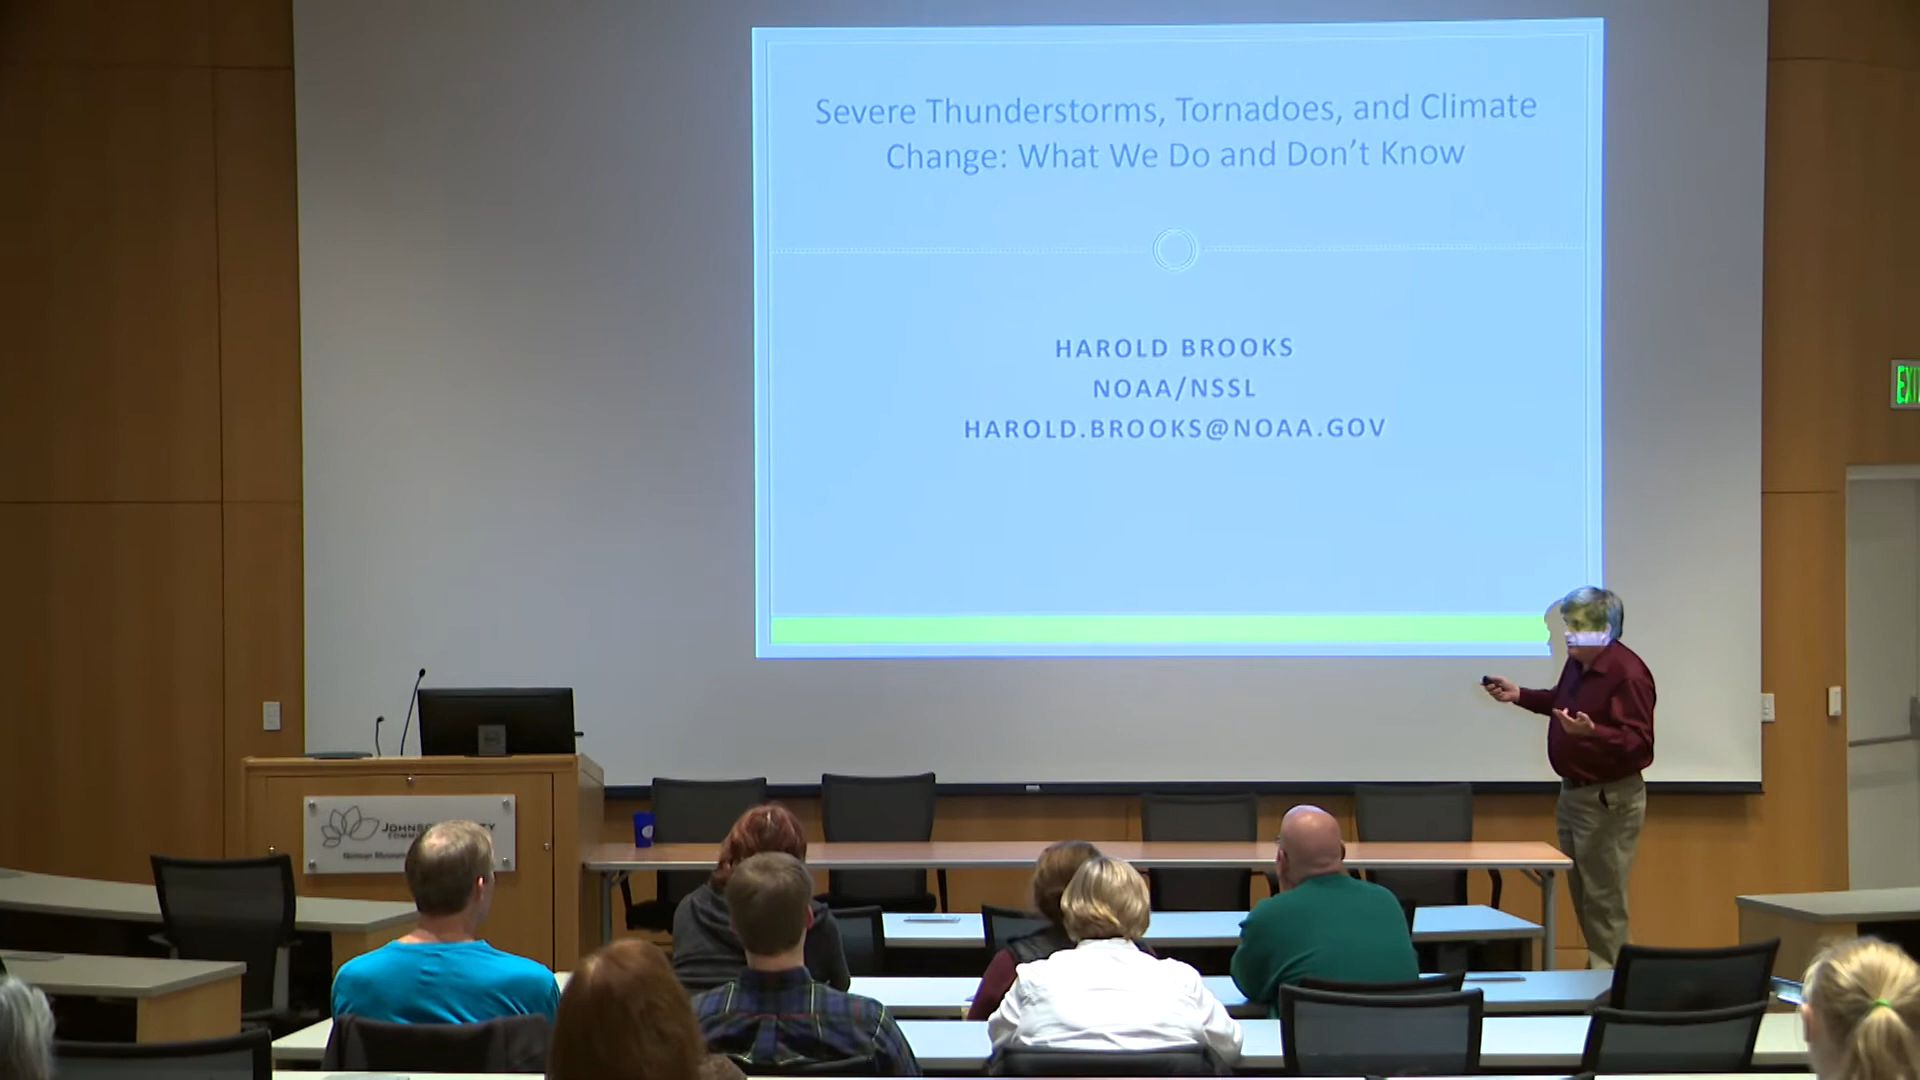 Severe Thunderstorms, Tornadoes, and Climate
Change: What We Do and Don't Know
HAROLD BROOKS
NOAA/NSSL
HAROLD.BROOKS@NOAA.GOV
EXI